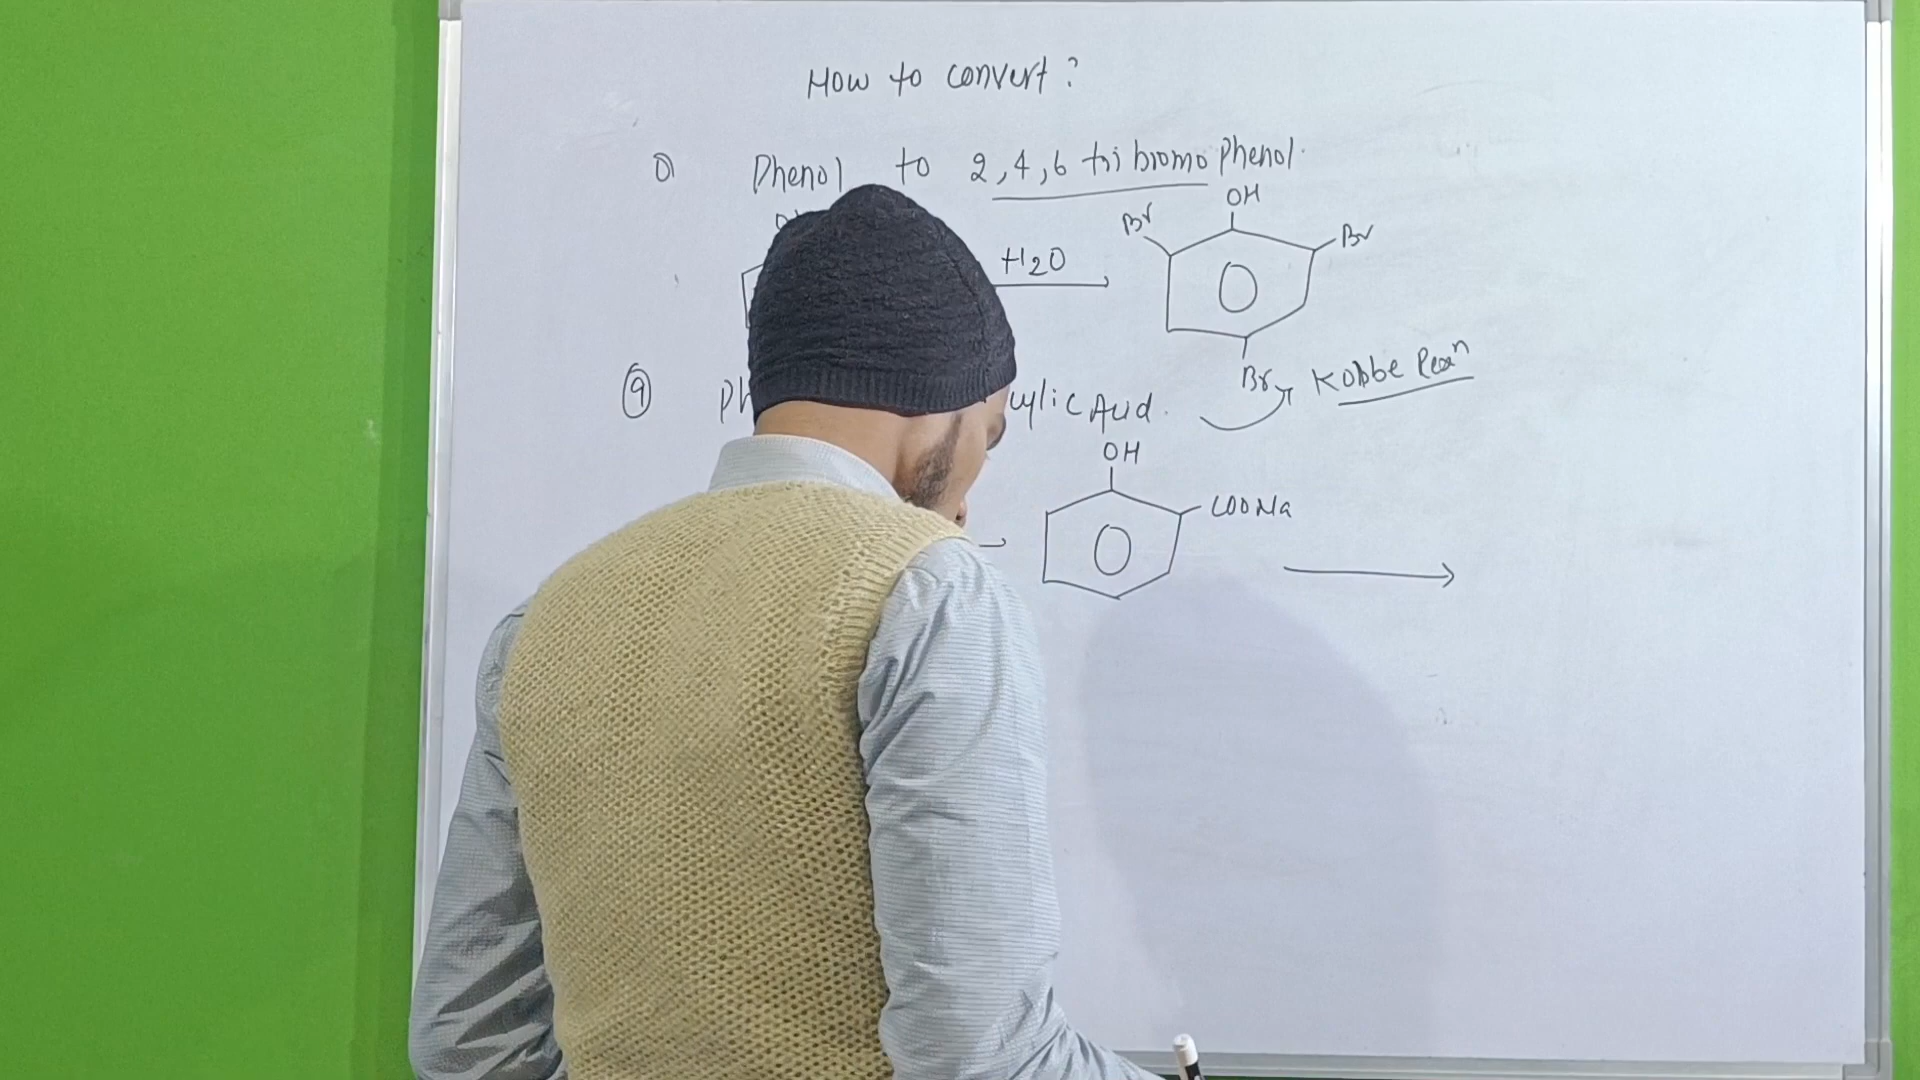 How to convert?
① Phenol to 2,4,6 tri bromo Phenol.
OH
Br
Br
H2O
Br
Kobbe Reaⁿ
⑨ Ph ylic Acid.
OH
COONa